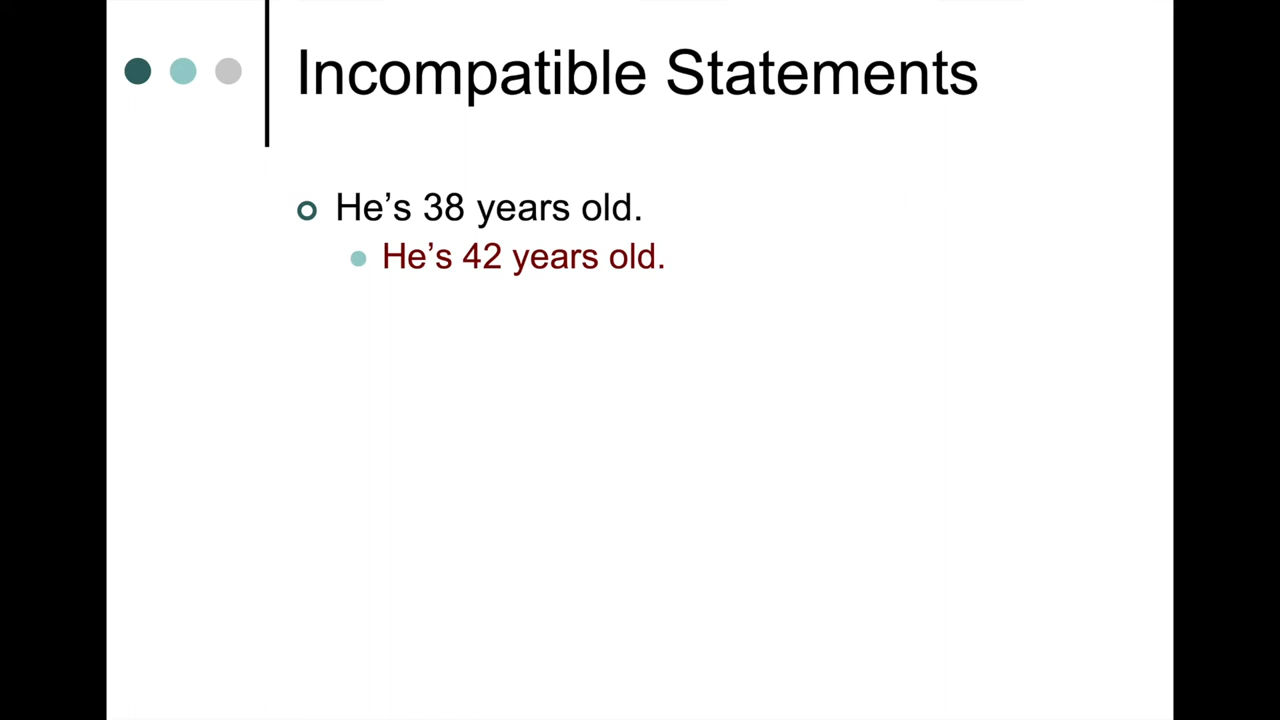 Incompatible Statements
He’s 38 years old.
He’s 42 years old.